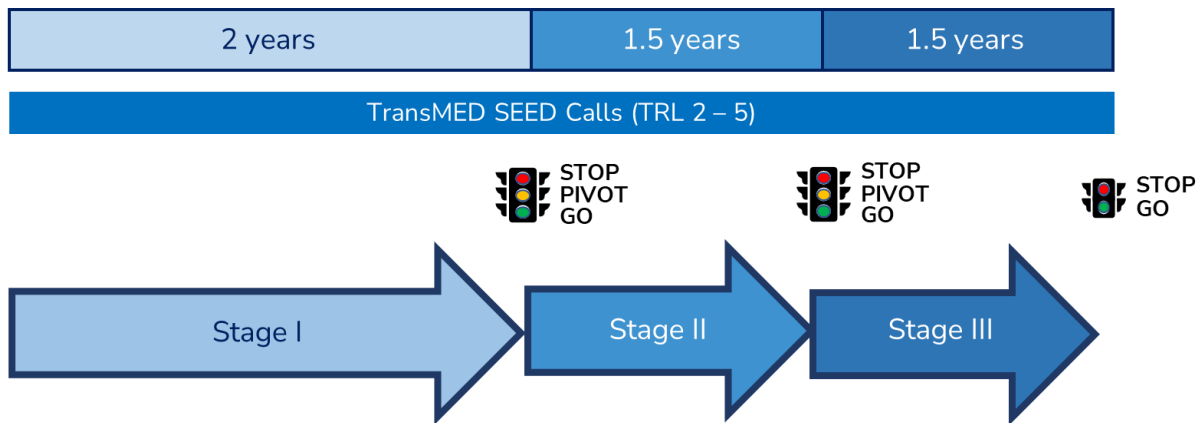 2 years
1.5 years
1.5 years
TransMED SEED Calls (TRL 2 – 5)
STOP
PIVOT
GO
STOP
PIVOT
GO
STOP
GO
Stage I
Stage II
Stage III